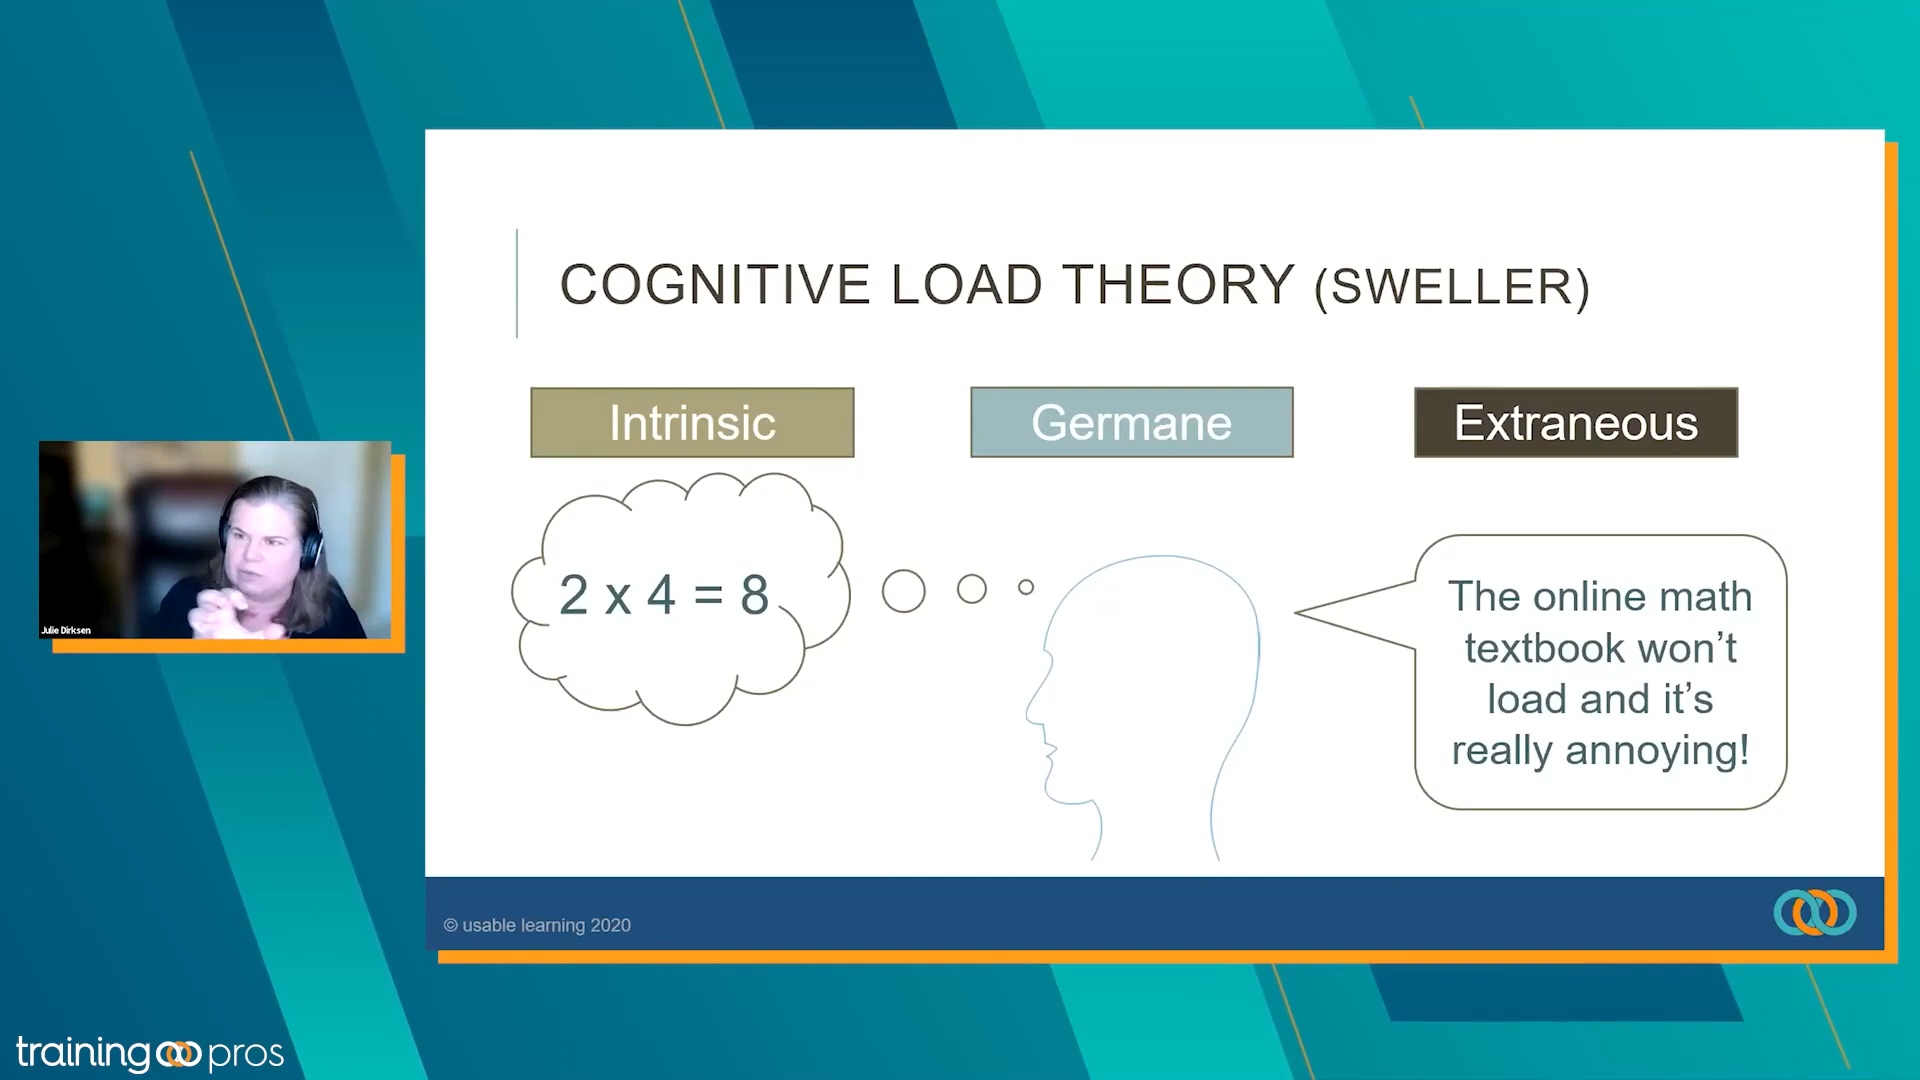 COGNITIVE LOAD THEORY (SWELLER)
Intrinsic
Germane
Extraneous
2 x 4 = 8
The online math
textbook won't
load and it's
really annoying!
Julie Dirksen
© usable learning 2020
training pros